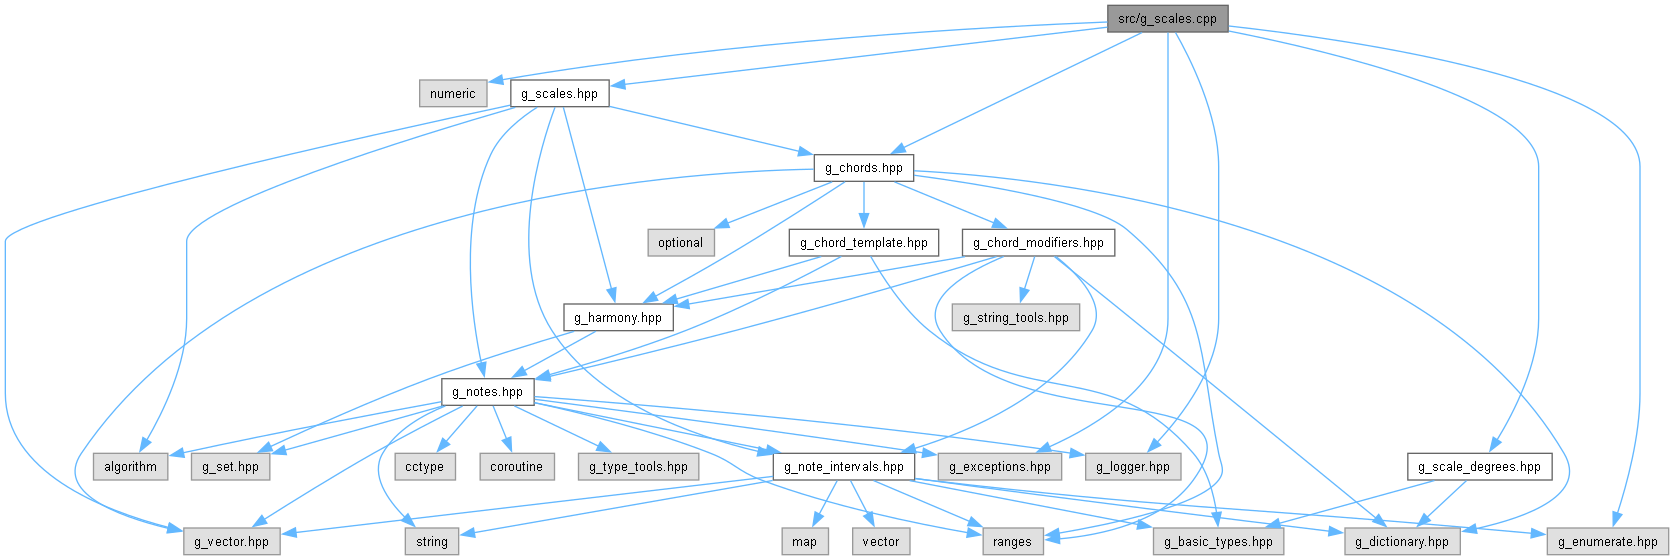 src/g_scales.cpp
numeric
g_scales.hpp
g_chords.hpp
optional
g_chord_template.hpp
g_chord_modifiers.hpp
g_harmony.hpp
g_string_tools.hpp
g_notes.hpp
algorithm
g_set.hpp
cctype
coroutine
g_type_tools.hpp
g_note_intervals.hpp
g_exceptions.hpp
g_logger.hpp
g_scale_degrees.hpp
g_vector.hpp
string
map
vector
ranges
g_basic_types.hpp
g_dictionary.hpp
g_enumerate.hpp